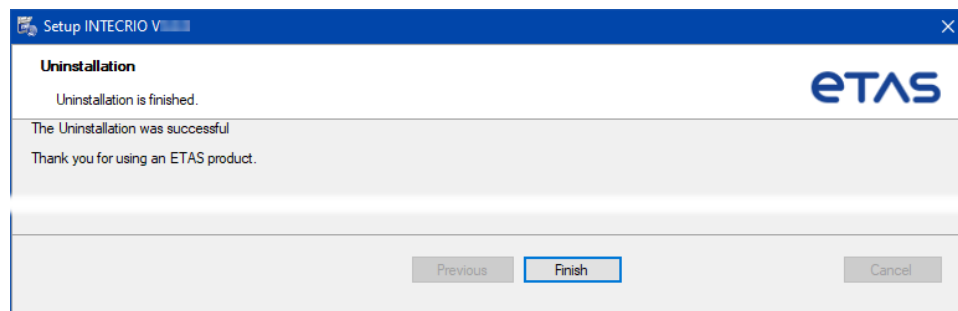 Setup INTECRIO V
Uninstallation
Uninstallation is finished.
eTAS
The Uninstallation was successful
Thank you for using an ETAS product.
Previous
Finish
Cancel